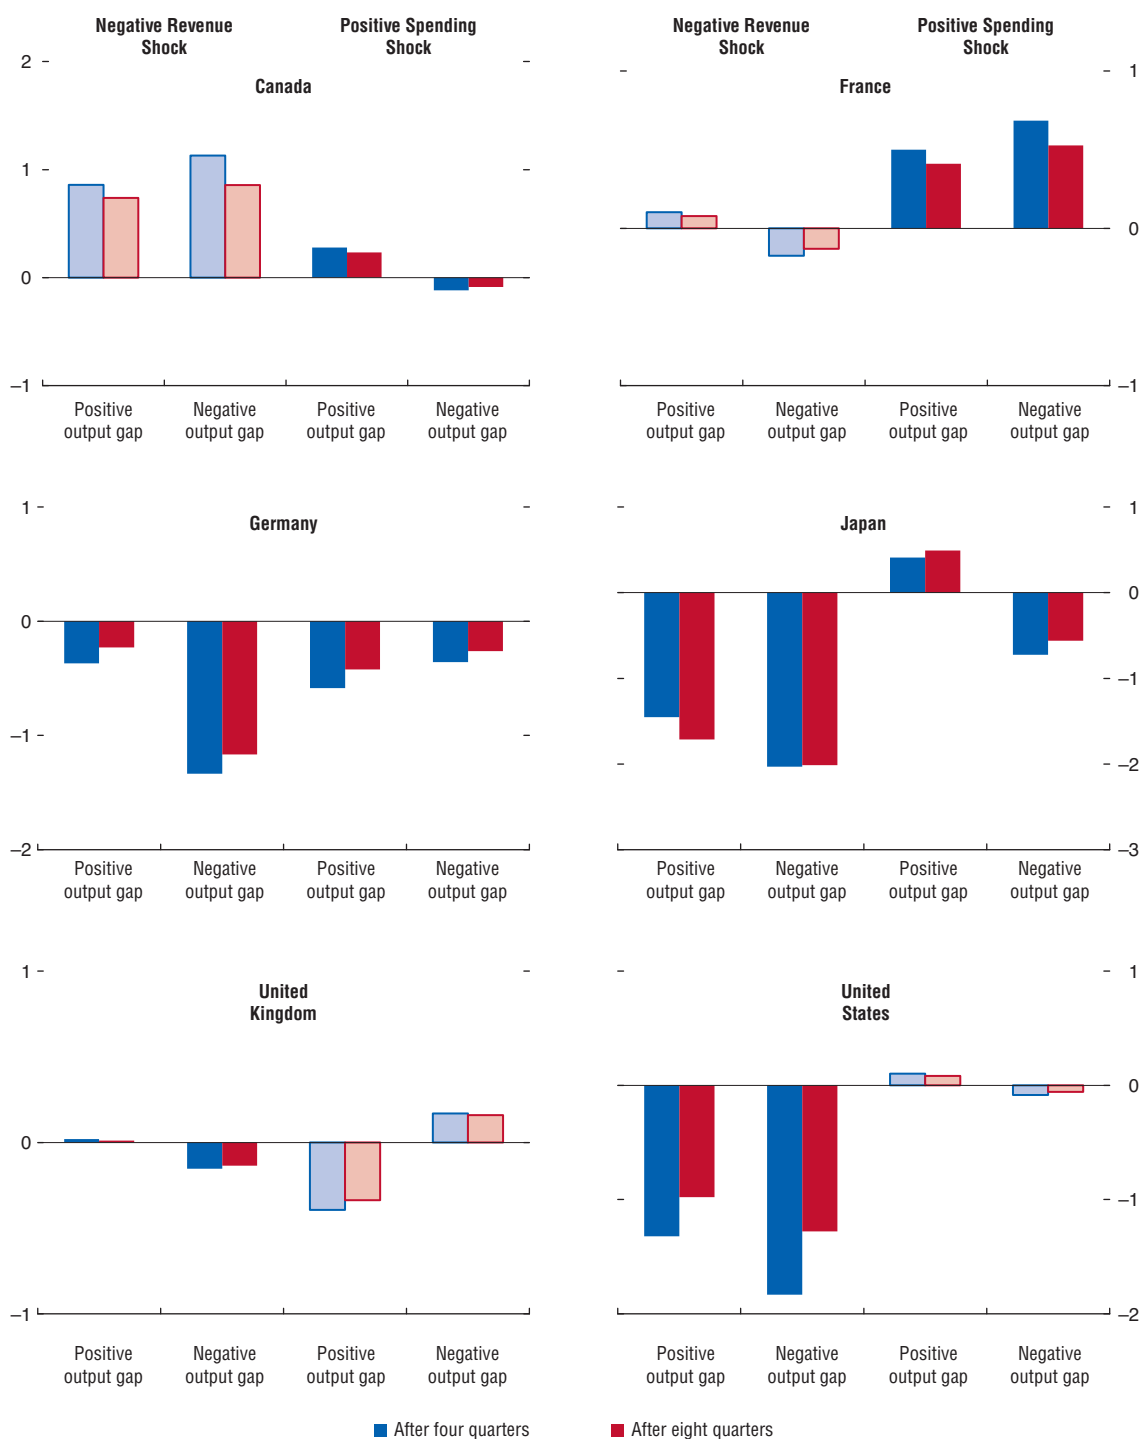 Negative Revenue Shock
Positive Spending Shock
Negative Revenue Shock
Positive Spending Shock
Canada
2
1
0
–1
Positive output gap
Negative output gap
Positive output gap
Negative output gap
France
1
0
–1
Positive output gap
Negative output gap
Positive output gap
Negative output gap
Germany
1
0
–1
–2
Positive output gap
Negative output gap
Positive output gap
Negative output gap
Japan
1
0
–1
–2
–3
Positive output gap
Negative output gap
Positive output gap
Negative output gap
United Kingdom
1
0
–1
Positive output gap
Negative output gap
Positive output gap
Negative output gap
United States
1
0
–1
–2
Positive output gap
Negative output gap
Positive output gap
Negative output gap
After four quarters
After eight quarters